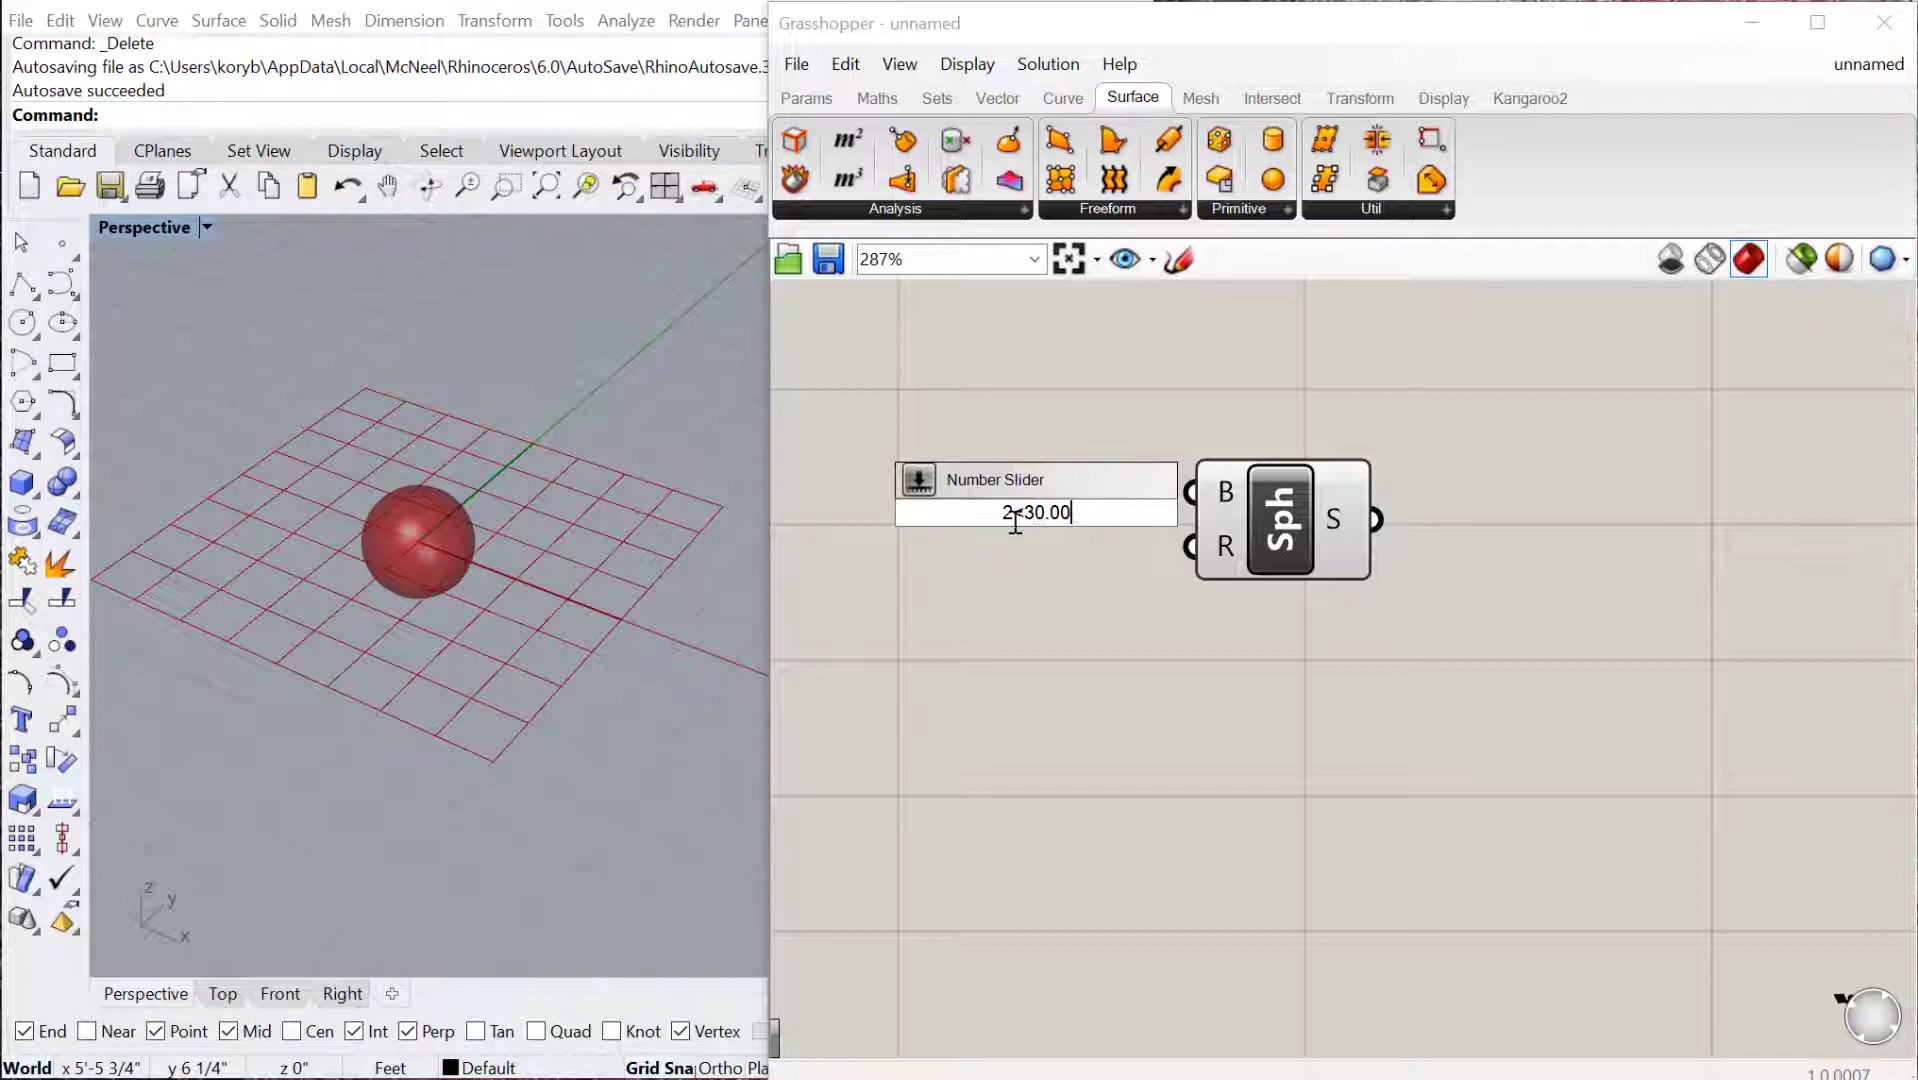 File Edit View Curve Surface Solid Mesh Dimension Transform Tools Analyze Render Pane
Command: _Delete
Autosaving file as C:\Users\koryb\AppData\Local\McNeel\Rhinoceros\6.0\AutoSave\RhinoAutosave.3
Autosave succeeded
Command:
Standard CPlanes Set View Display Select Viewport Layout Visibility Tr
Perspective
z
y
x
Perspective Top Front Right
End Near Point Mid Cen Int Perp Tan Quad Knot Vertex
World x 5'-5 3/4" y 6 1/4" z 0" Feet Default Grid Sna Ortho Pla
Grasshopper - unnamed
File Edit View Display Solution Help unnamed
Params Maths Sets Vector Curve Surface Mesh Intersect Transform Display Kangaroo2
m² 
m³
Analysis Freeform Primitive Util
287%
Number Slider
2<30.00
B
R
Sph
S
1.0.0007